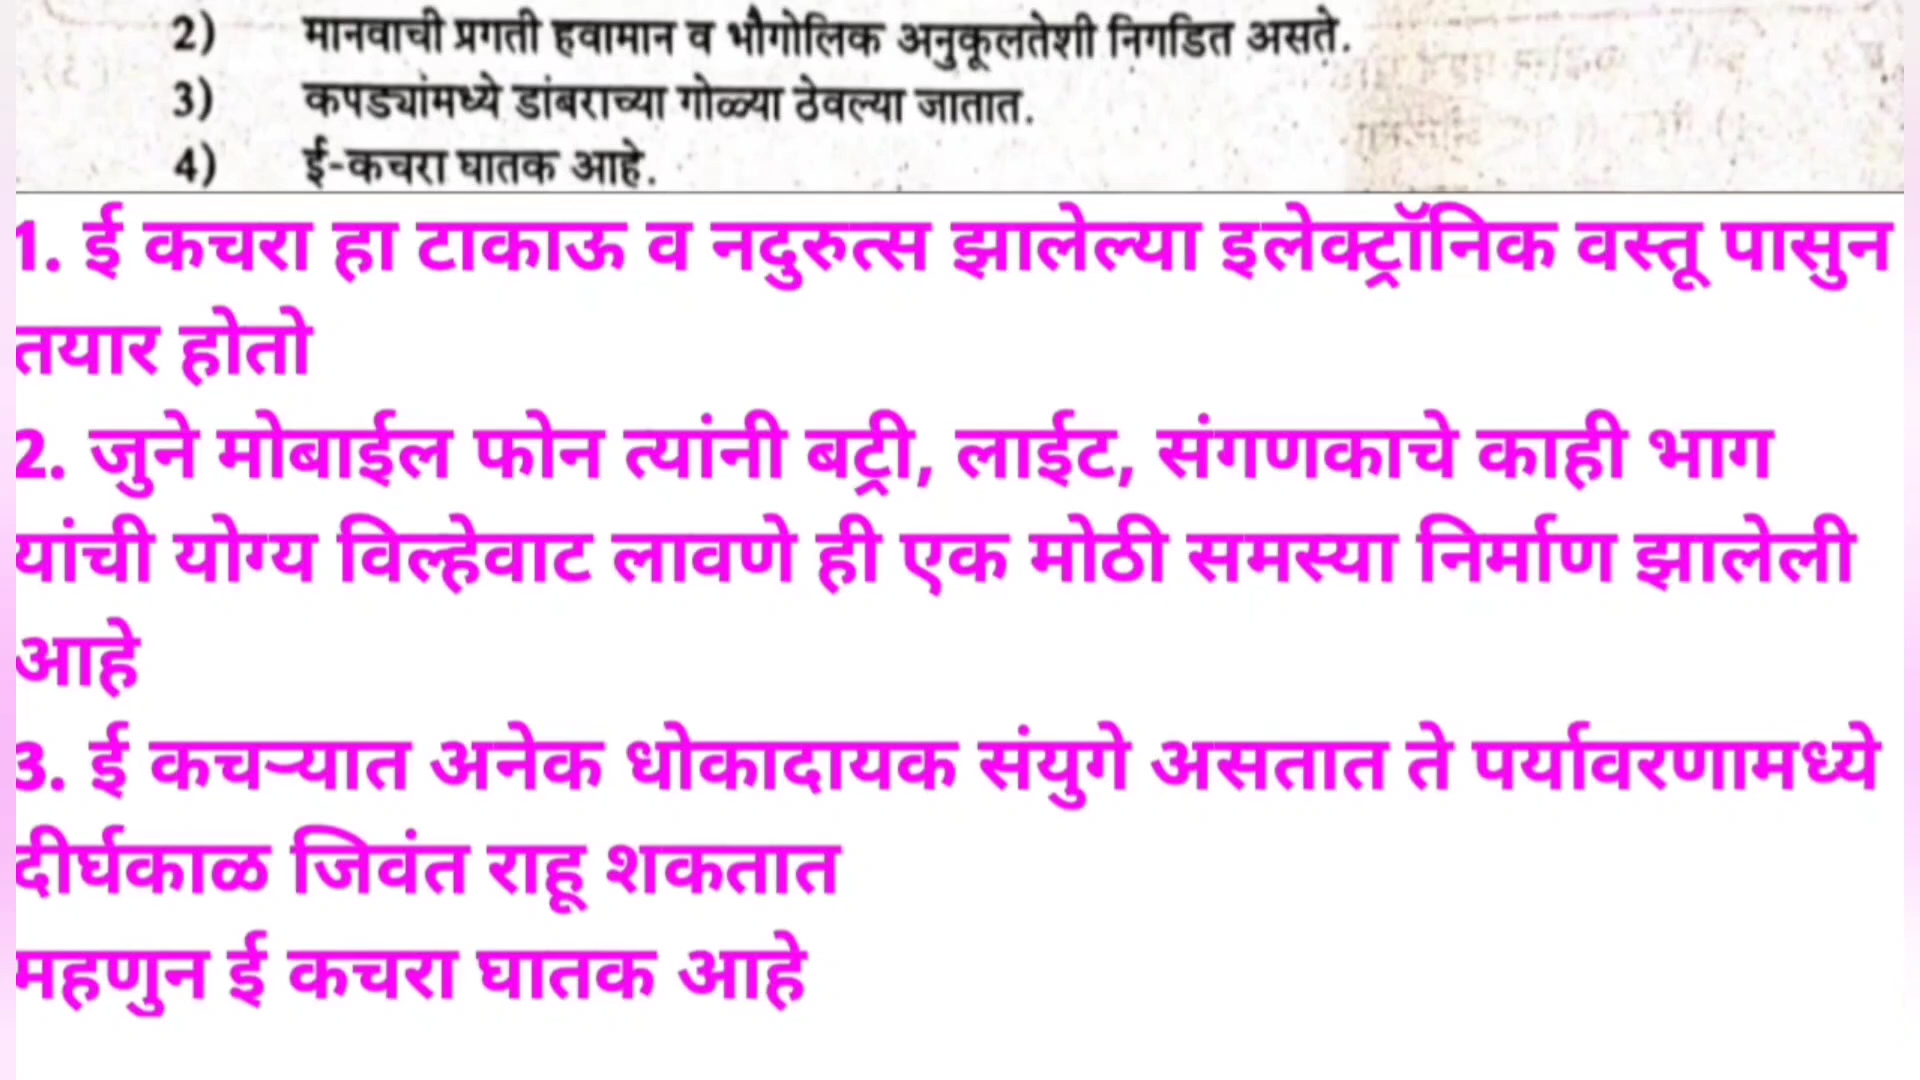 2) मानवाची प्रगती हवामान व भौगोलिक अनुकूलतेशी निगडित असते.
3) कपड्यांमध्ये डांबराच्या गोळ्या ठेवल्या जातात.
4) ई-कचरा घातक आहे.
1. ई कचरा हा टाकाऊ व नदुरुत्स झालेल्या इलेक्ट्रॉनिक वस्तू पासुन
तयार होतो
2. जुने मोबाईल फोन त्यांनी बट्री, लाईट, संगणकाचे काही भाग
यांची योग्य विल्हेवाट लावणे ही एक मोठी समस्या निर्माण झालेली
आहे
3. ई कचऱ्यात अनेक धोकादायक संयुगे असतात ते पर्यावरणामध्ये
दीर्घकाळ जिवंत राहू शकतात
महणुन ई कचरा घातक आहे